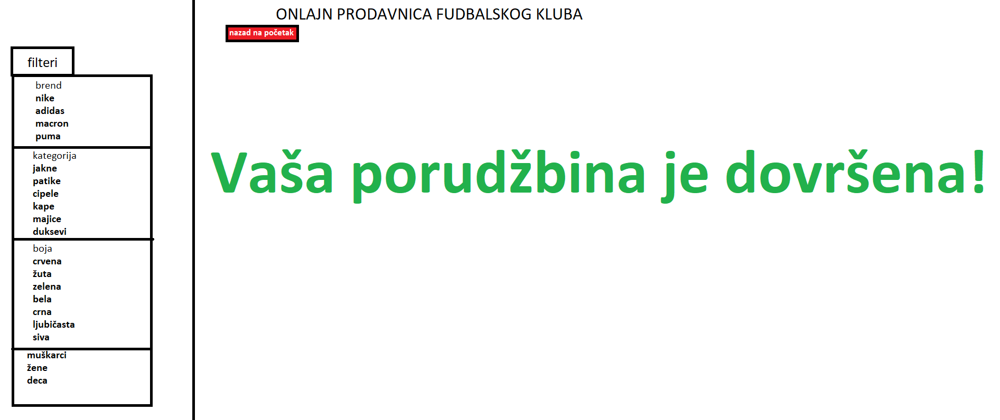 ONLAJN PRODAVNICA FUDBALSKOG KLUBA
nazad na početak
filteri
brend
nike
adidas
macron
puma
kategorija
jakne
patike
cipele
kape
majice
duksevi
boja
crvena
žuta
zelena
bela
crna
ljubičasta
siva
muškarci
žene
deca
Vaša porudžbina je dovršena!